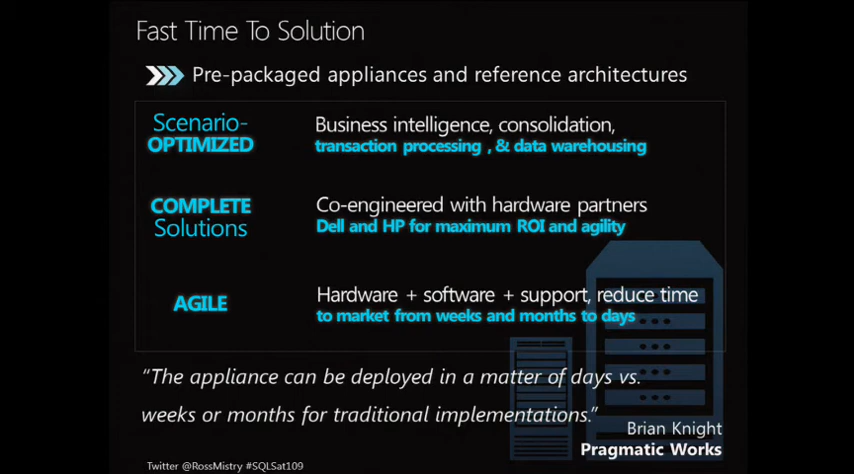 Fast Time To Solution
Pre-packaged appliances and reference architectures
Scenario-
OPTIMIZED
Business intelligence, consolidation,
transaction processing , & data warehousing
COMPLETE
Solutions
Co-engineered with hardware partners
Dell and HP for maximum ROI and agility
AGILE
Hardware + software + support, reduce time
to market from weeks and months to days
“The appliance can be deployed in a matter of days vs.
weeks or months for traditional implementations.”
Brian Knight
Pragmatic Works
Twitter @RossMistry #SQLSat109